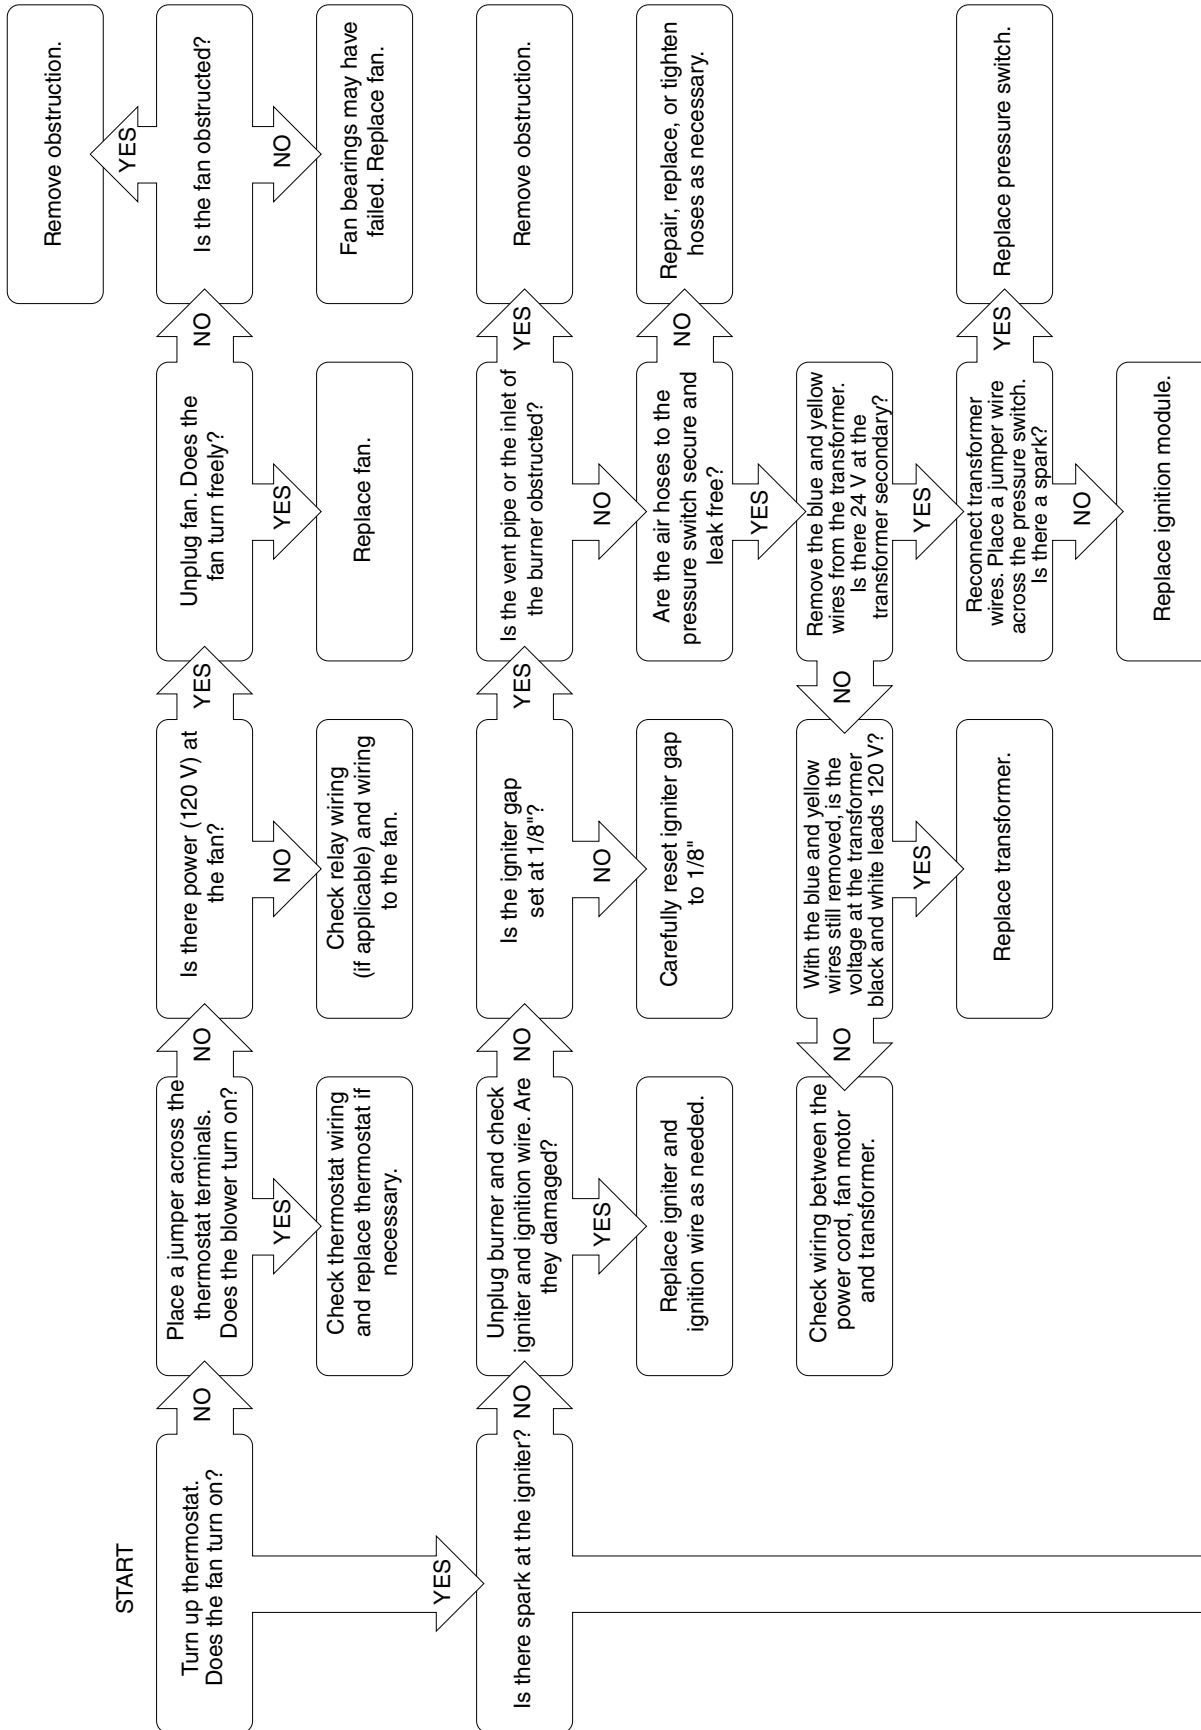 START
Turn up thermostat.
Does the fan turn on?
NO
Place a jumper across the
thermostat terminals.
Does the blower turn on?
NO
Is there power (120 V) at
the fan?
YES
Unplug fan. Does the
fan turn freely?
NO
Is the fan obstructed?
YES
Remove obstruction.
YES
Check thermostat wiring
and replace thermostat if
necessary.
NO
Check relay wiring
(if applicable) and wiring
to the fan.
YES
Replace fan.
NO
Fan bearings may have
failed. Replace fan.
YES
Is there spark at the igniter?
NO
Unplug burner and check
igniter and ignition wire. Are
they damaged?
NO
Is the igniter gap
set at 1/8"?
YES
Is the vent pipe or the inlet of
the burner obstructed?
YES
Remove obstruction.
YES
Replace igniter and
ignition wire as needed.
NO
Carefully reset igniter gap
to 1/8"
NO
Are the air hoses to the
pressure switch secure and
leak free?
NO
Repair, replace, or tighten
hoses as necessary.
YES
Remove the blue and yellow
wires from the transformer.
Is there 24 V at the
transformer secondary?
NO
With the blue and yellow
wires still removed, is the
voltage at the transformer
black and white leads 120 V?
NO
Check wiring between the
power cord, fan motor
and transformer.
YES
Replace transformer.
YES
Reconnect transformer
wires. Place a jumper wire
across the pressure switch.
Is there a spark?
YES
Replace pressure switch.
NO
Replace ignition module.